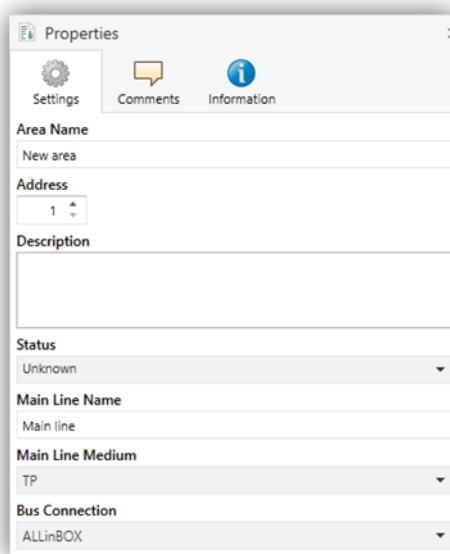 Properties
Settings Comments Information
Area Name
New area
Address
1
Description
Status
Unknown
Main Line Name
Main line
Main Line Medium
TP
Bus Connection
ALLinBOX